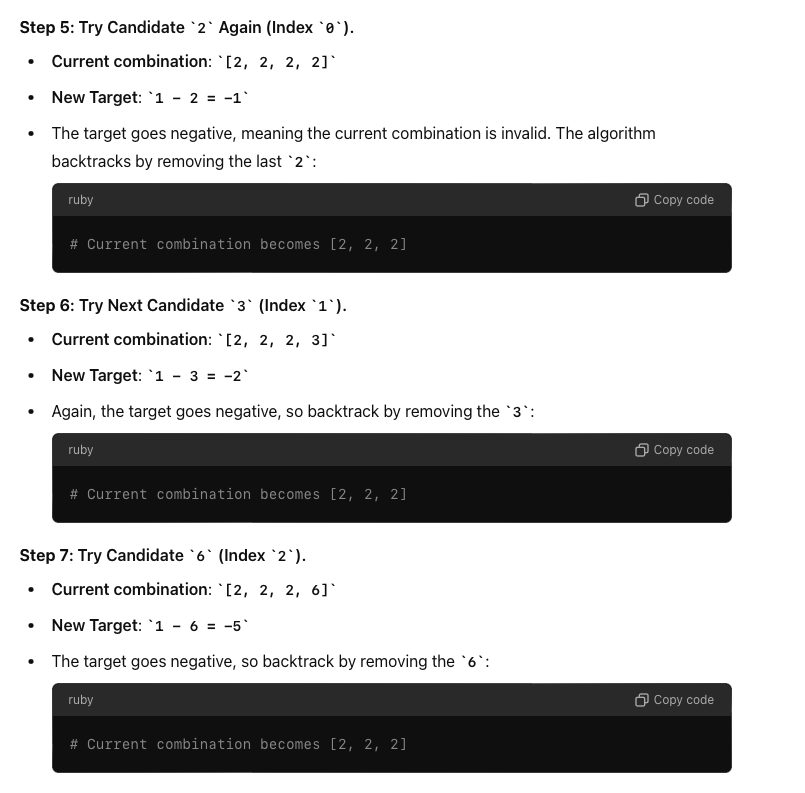 Step 5: Try Candidate `2` Again (Index `0`).
• Current combination: `[2, 2, 2, 2]`
• New Target: `1 - 2 = -1`
• The target goes negative, meaning the current combination is invalid. The algorithm
backtracks by removing the last `2`:
ruby Copy code
# Current combination becomes [2, 2, 2]
Step 6: Try Next Candidate `3` (Index `1`).
• Current combination: `[2, 2, 2, 3]`
• New Target: `1 - 3 = -2`
• Again, the target goes negative, so backtrack by removing the `3`:
ruby Copy code
# Current combination becomes [2, 2, 2]
Step 7: Try Candidate `6` (Index `2`).
• Current combination: `[2, 2, 2, 6]`
• New Target: `1 - 6 = -5`
• The target goes negative, so backtrack by removing the `6`:
ruby Copy code
# Current combination becomes [2, 2, 2]